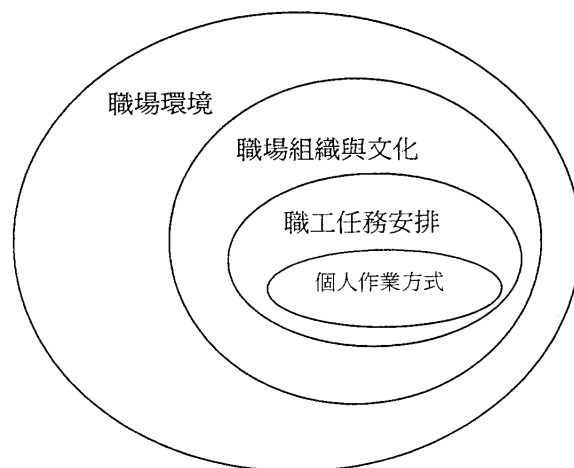 職場環境
職場組織與文化
職工任務安排
個人作業方式